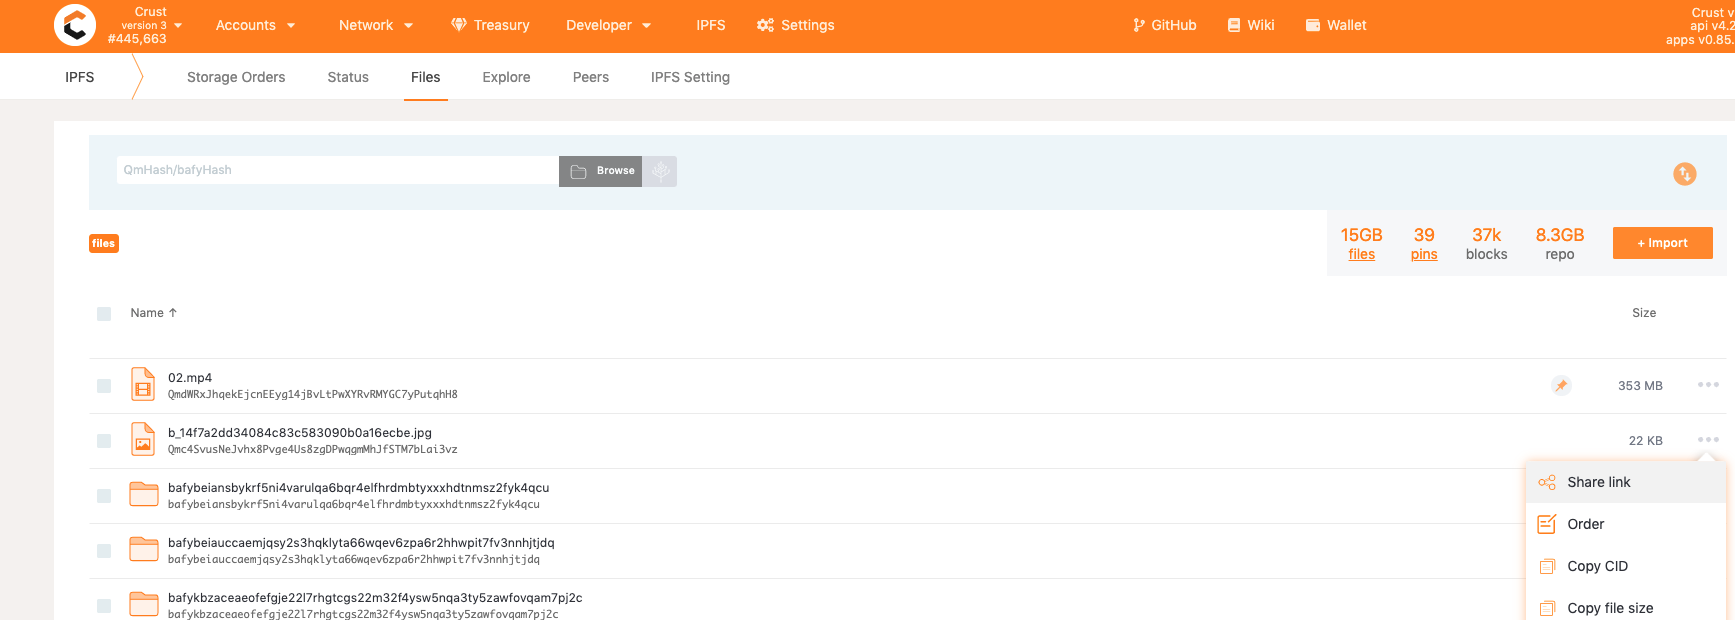 Crust
version 3
#445,663
Accounts
Network
Treasury
Developer
IPFS
Settings
GitHub
Wiki
Wallet
Crust v
api v4.2
apps v0.85.
IPFS
Storage Orders
Status
Files
Explore
Peers
IPFS Setting
QmHash/bafyHash
Browse
files
15GB
files
39
pins
37k
blocks
8.3GB
repo
+ Import
Name ↑
Size
02.mp4
QmdWRxJhqekEjcnEEyg14jBvLtPwXYRvRMYGC7yPutqhH8
353 MB
b_14f7a2dd34084c83c583090b0a16ecbe.jpg
Qmc4SvusNeJvhx8Pvge4Us8zgDPwqgmMhJfSTM7bLai3vz
22 KB
bafybeiansbykrf5ni4varulqa6bqr4elfhrdmbtyxxxhdtnmsz2fyk4qcu
bafybeiansbykrf5ni4varulqa6bqr4elfhrdmbtyxxxhdtnmsz2fyk4qcu
bafybeiauccaemjqsy2s3hqklyta66wqev6zpa6r2hhwpit7fv3nnhjtjdq
bafybeiauccaemjqsy2s3hqklyta66wqev6zpa6r2hhwpit7fv3nnhjtjdq
bafykbzaceaeofefgje22l7rhgtcgs22m32f4ysw5nqa3ty5zawfovqam7pj2c
bafykbzaceaeofefgje22l7rhgtcgs22m32f4ysw5nqa3ty5zawfovqam7pj2c
Share link
Order
Copy CID
Copy file size